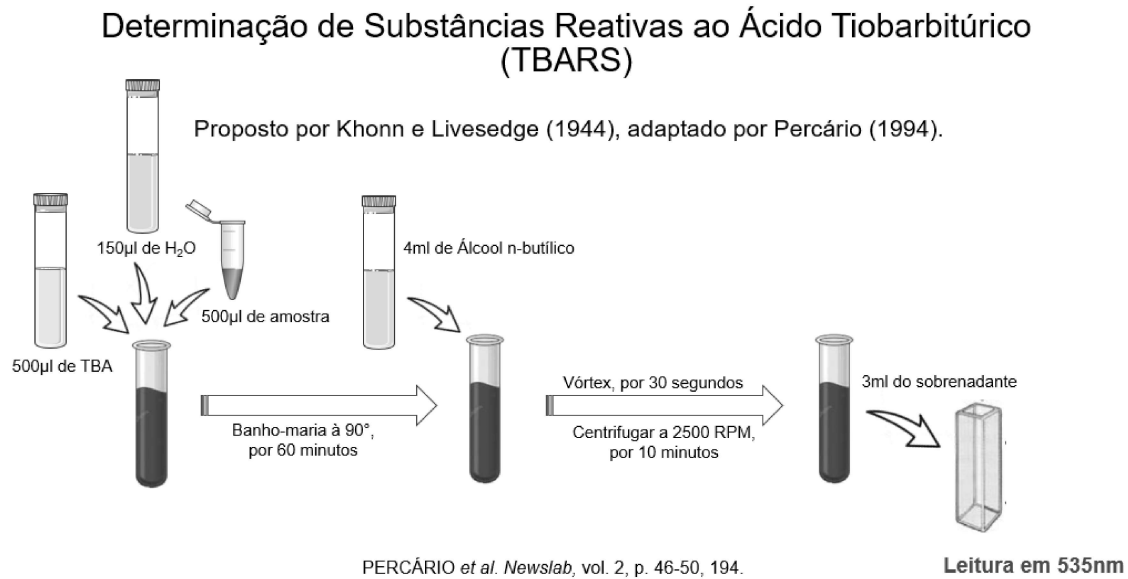 Determinação de Substâncias Reativas ao Ácido Tiobarbitúrico
(TBARS)
Proposto por Khonn e Livesedge (1944), adaptado por Percário (1994).
150µl de H₂O
4ml de Álcool n-butílico
500µl de amostra
500µl de TBA
Banho-maria à 90°,
por 60 minutos
Vórtex, por 30 segundos
Centrifugar a 2500 RPM,
por 10 minutos
3ml do sobrenadante
PERCÁRIO et al. Newslab, vol. 2, p. 46-50, 194.
Leitura em 535nm